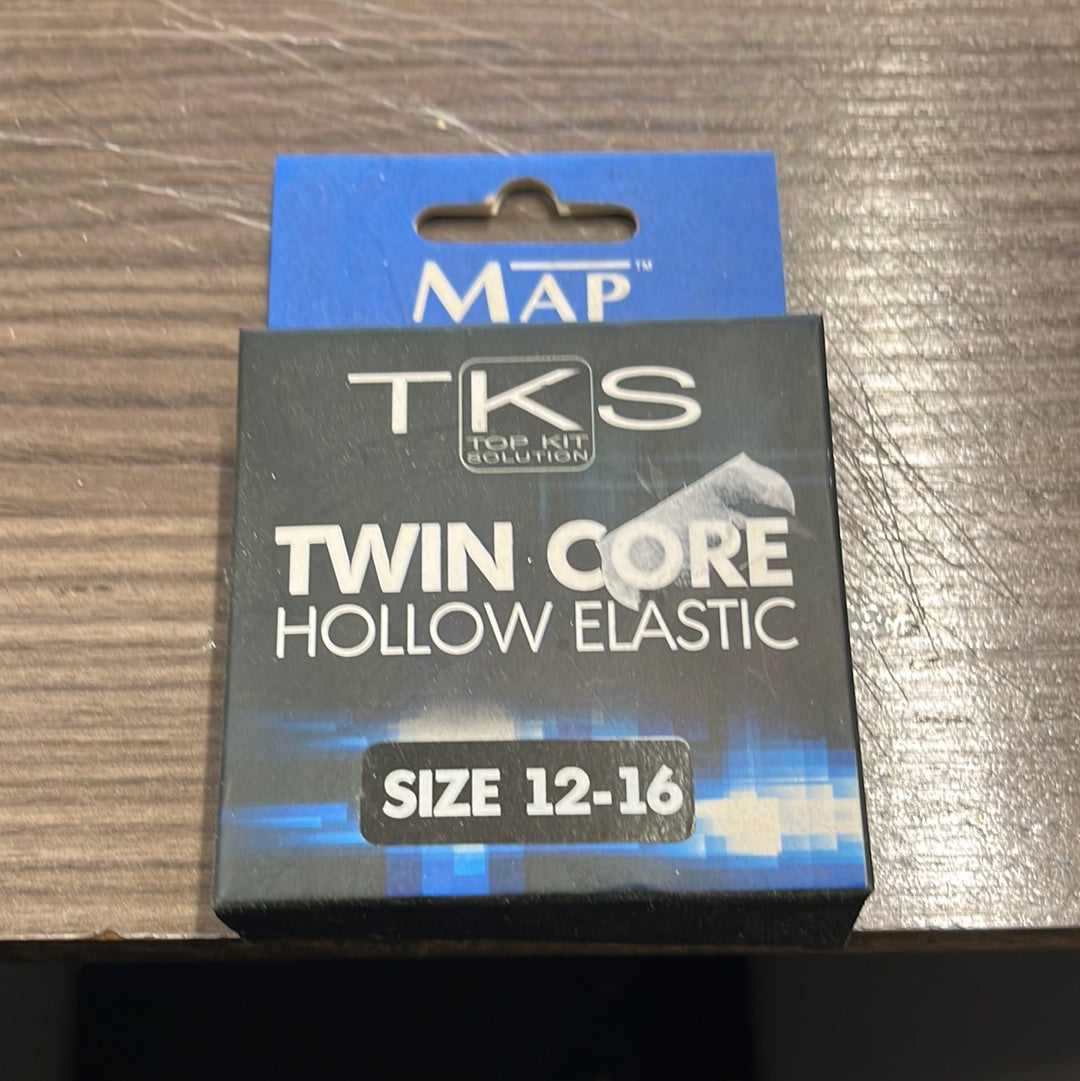 MAP™
TKS
TOP KIT
SOLUTION
TWIN CORE
HOLLOW ELASTIC
SIZE 12-16